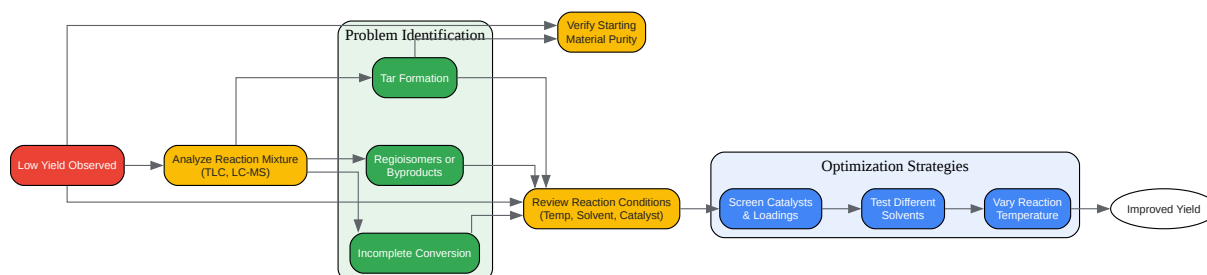 Verify Starting
Material Purity
Problem Identification
Tar Formation
Low Yield Observed
Analyze Reaction Mixture
(TLC, LC-MS)
Regioisomers or
Byproducts
Incomplete Conversion
Review Reaction Conditions
(Temp, Solvent, Catalyst)
Optimization Strategies
Screen Catalysts
& Loadings
Test Different
Solvents
Vary Reaction
Temperature
Improved Yield